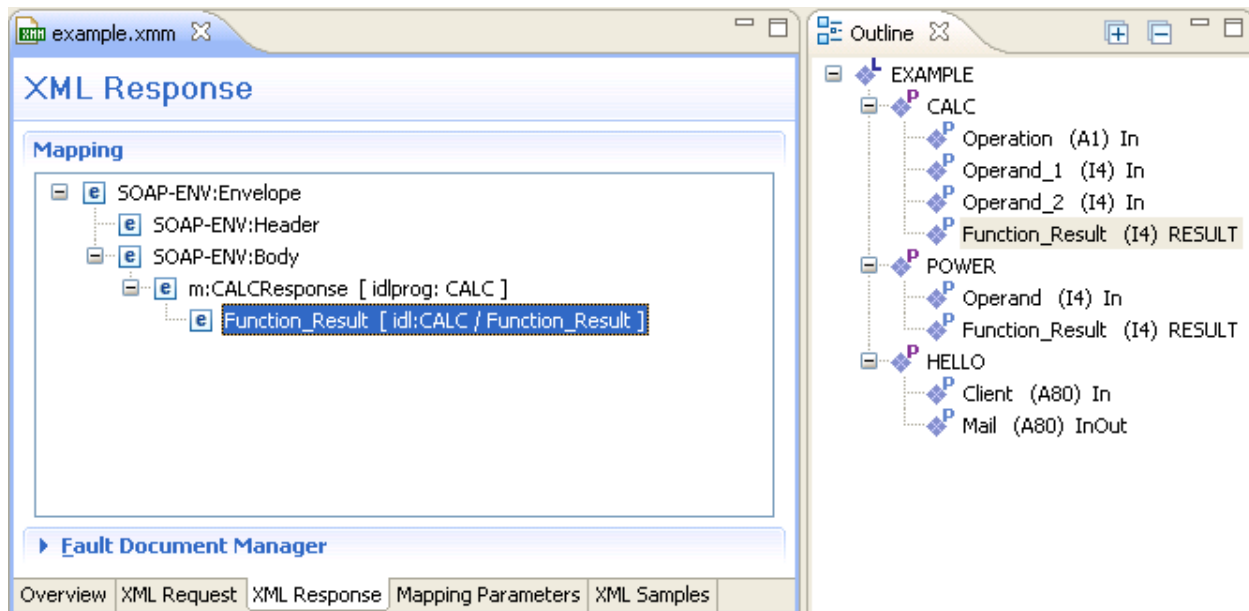 example.xmm
XML Response
Mapping
SOAP-ENV:Envelope
SOAP-ENV:Header
SOAP-ENV:Body
m:CALCResponse [ idlprog: CALC ]
Function_Result [ idl:CALC / Function_Result ]
Fault Document Manager
Overview XML Request XML Response Mapping Parameters XML Samples
Outline
EXAMPLE
CALC
Operation (A1) In
Operand_1 (I4) In
Operand_2 (I4) In
Function_Result (I4) RESULT
POWER
Operand (I4) In
Function_Result (I4) RESULT
HELLO
Client (A80) In
Mail (A80) InOut